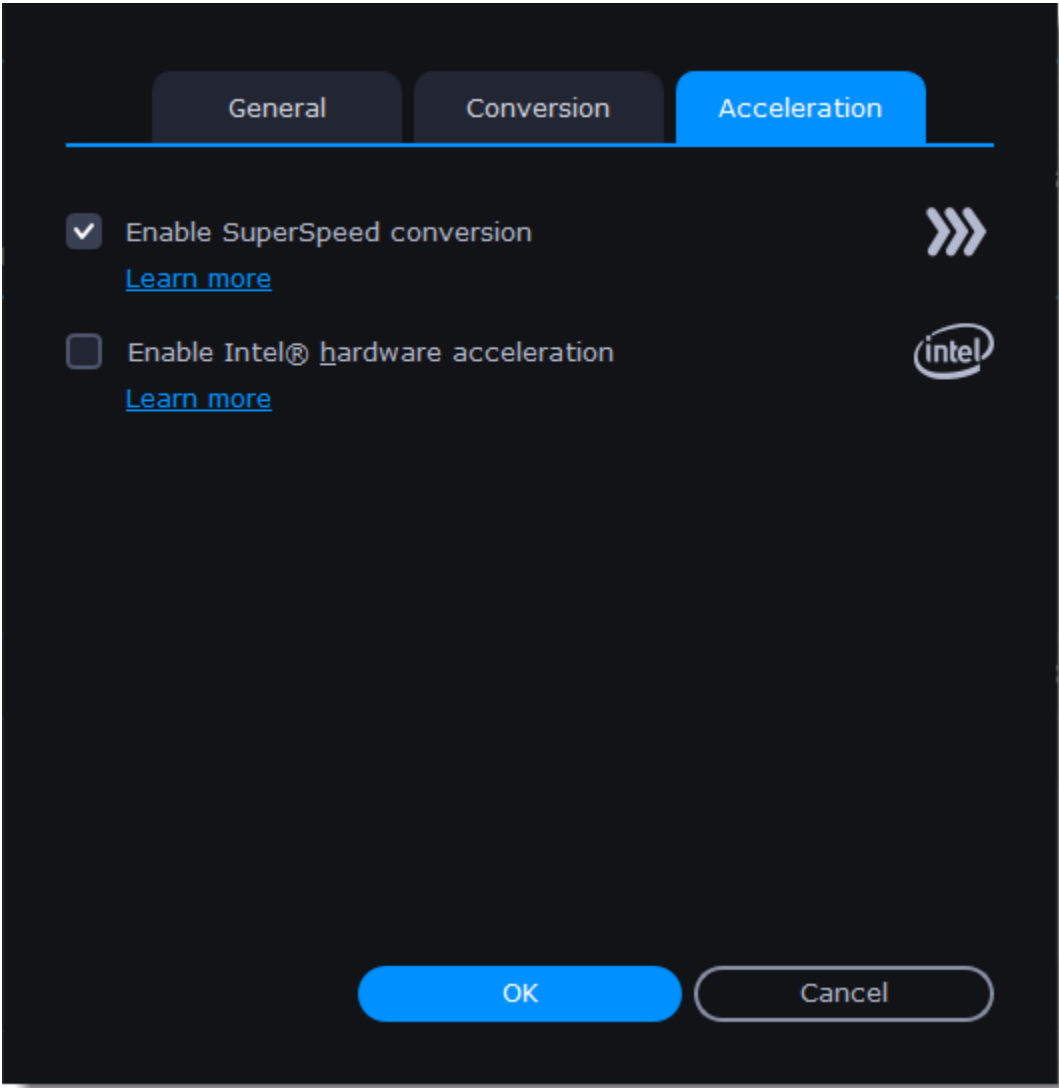 General Conversion Acceleration
Enable SuperSpeed conversion
Learn more
Enable Intel® hardware acceleration
intel
Learn more
OK Cancel